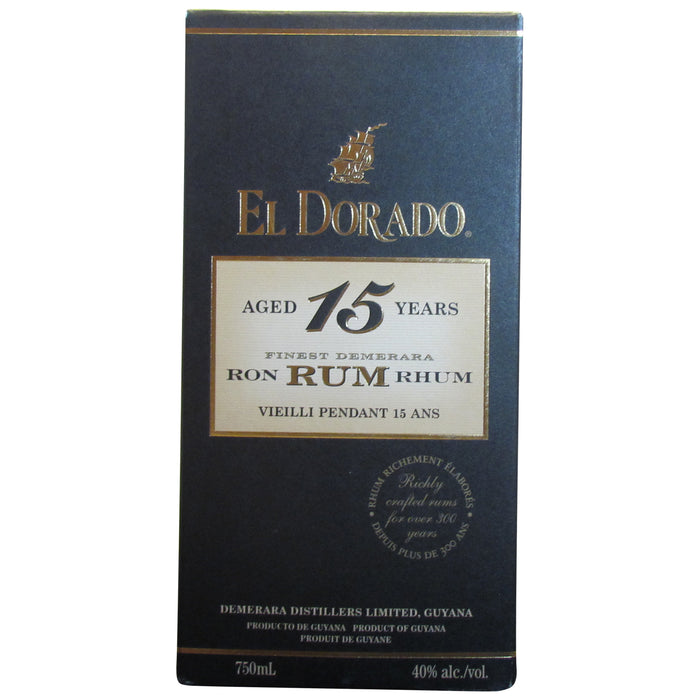 EL DORADO®
AGED 15 YEARS
FINEST DEMERARA
RON RUM RHUM
VIEILLI PENDANT 15 ANS
• RHUM RICHEMENT ÉLABORÉS •
Richly
crafted rums
for over 300
years
DEPUIS PLUS DE 300 ANS
DEMERARA DISTILLERS LIMITED, GUYANA
PRODUCTO DE GUYANA PRODUCT OF GUYANA
PRODUIT DE GUYANE
750mL 40% alc./vol.